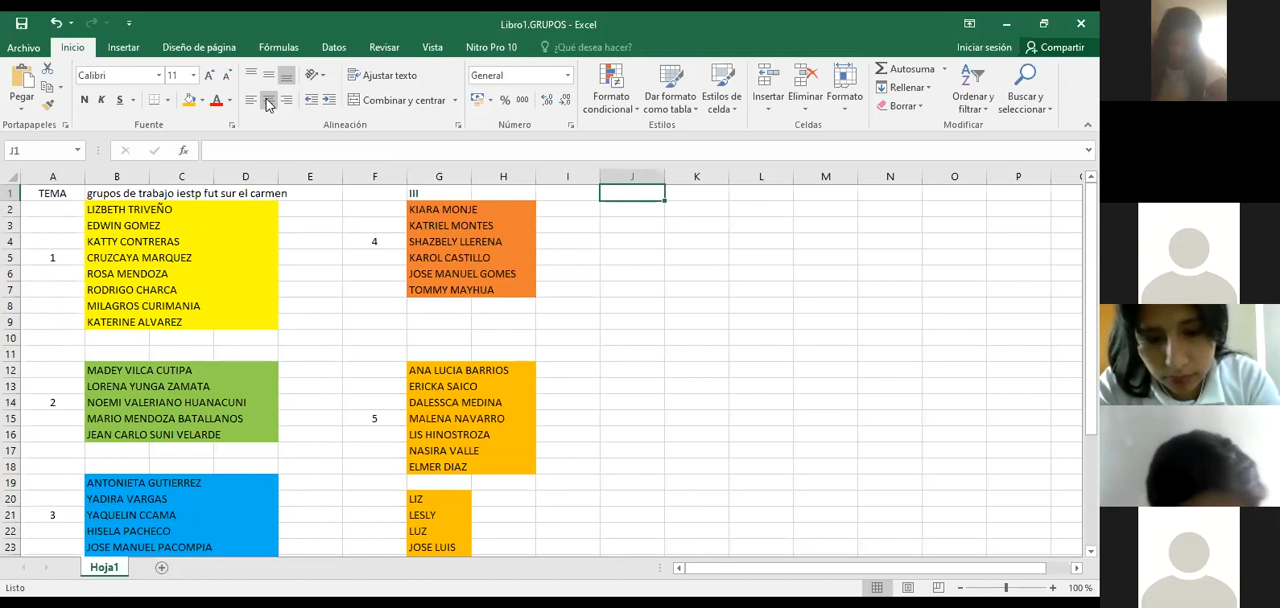 Libro1.GRUPOS - Excel
Archivo Inicio Insertar Diseño de página Fórmulas Datos Revisar Vista Nitro Pro 10 ¿Qué desea hacer? Iniciar sesión Compartir
Pegar Calibri 11 Ajustar texto General Formato condicional Dar formato como tabla Estilos de celda Insertar Eliminar Formato Autosuma Rellenar Borrar Ordenar y filtrar Buscar y seleccionar
N K S Combinar y centrar % 000
Portapapeles Fuente Alineación Número Estilos Celdas Modificar
J1 fx
A B C D E F G H I J K L M N O P
1 TEMA grupos de trabajo iestp fut sur el carmen III
2 LIZBETH TRIVEÑO KIARA MONJE
3 EDWIN GOMEZ KATRIEL MONTES
4 KATTY CONTRERAS 4 SHAZBELY LLERENA
5 1 CRUZCAYA MARQUEZ KAROL CASTILLO
6 ROSA MENDOZA JOSE MANUEL GOMES
7 RODRIGO CHARCA TOMMY MAYHUA
8 MILAGROS CURIMANIA
9 KATERINE ALVAREZ
10
11
12 MADEY VILCA CUTIPA ANA LUCIA BARRIOS
13 LORENA YUNGA ZAMATA ERICKA SAICO
14 2 NOEMI VALERIANO HUANACUNI DALESSCA MEDINA
15 MARIO MENDOZA BATALLANOS 5 MALENA NAVARRO
16 JEAN CARLO SUNI VELARDE LIS HINOSTROZA
17 NASIRA VALLE
18 ELMER DIAZ
19 ANTONIETA GUTIERREZ
20 YADIRA VARGAS LIZ
21 3 YAQUELIN CCAMA LESLY
22 HISELA PACHECO LUZ
23 JOSE MANUEL PACOMPIA JOSE LUIS
Hoja1
Listo 100 %